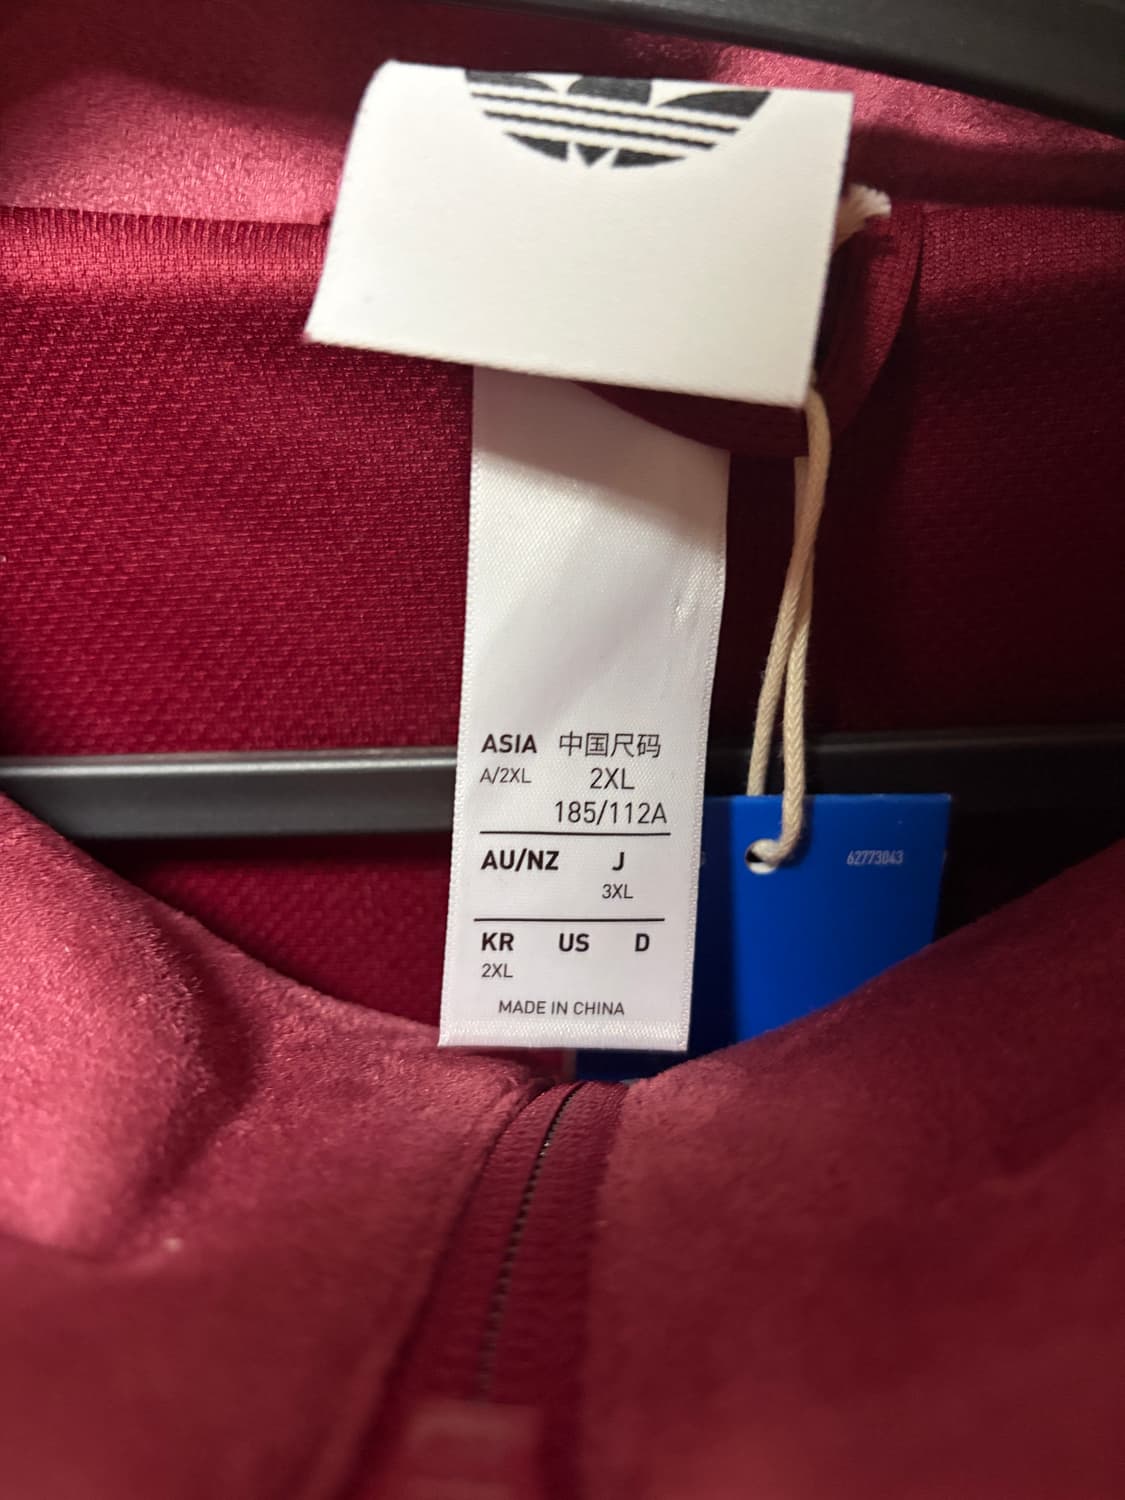 ASIA 中国尺码
A/2XL 2XL
185/112A
AU/NZ J
3XL
KR US D
2XL
MADE IN CHINA
62773043